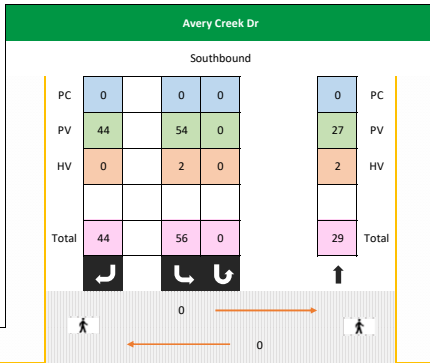 Avery Creek Dr
Southbound
PC 0 0 0 0 PC
PV 44 54 0 27 PV
HV 0 2 0 2 HV
Total 44 56 0 29 Total
0
0